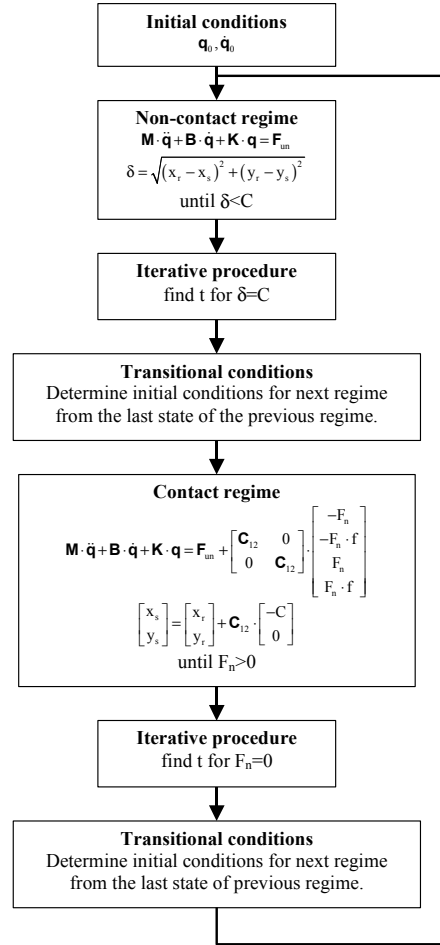 Initial conditions
q₀, q̇₀
Non-contact regime
M·q̈+B·q̇+K·q=Fᵤₙ
δ=√((xᵣ−xₛ)²+(yᵣ−yₛ)²)
until δ<C
Iterative procedure
find t for δ=C
Transitional conditions
Determine initial conditions for next regime
from the last state of the previous regime.
Contact regime
M·q̈+B·q̇+K·q=Fᵤₙ+[C₁₂ 0; 0 C₁₂]·[−Fₙ; −Fₙ·f; Fₙ; Fₙ·f]
[xₛ; yₛ]=[xᵣ; yᵣ]+C₁₂·[−C; 0]
until Fₙ>0
Iterative procedure
find t for Fₙ=0
Transitional conditions
Determine initial conditions for next regime
from the last state of previous regime.